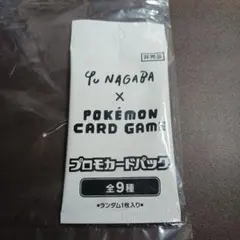 非売品
YU NAGABA
×
POKÉMON
CARD GAME
プロモカードパック
全9種
•ランダム1枚入り•